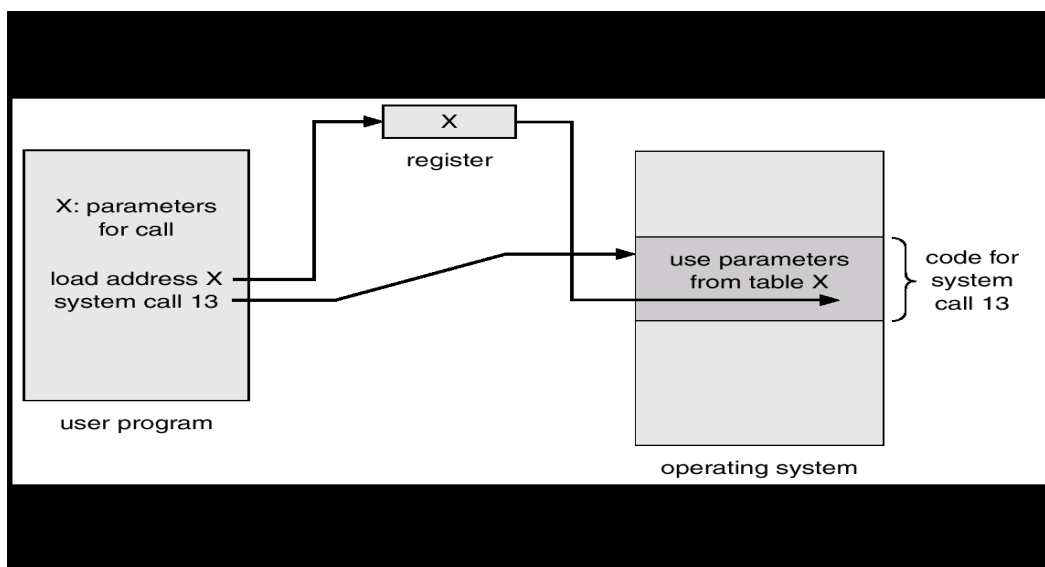 X
register
X: parameters
for call
load address X
system call 13
user program
use parameters
from table X
code for
system
call 13
operating system